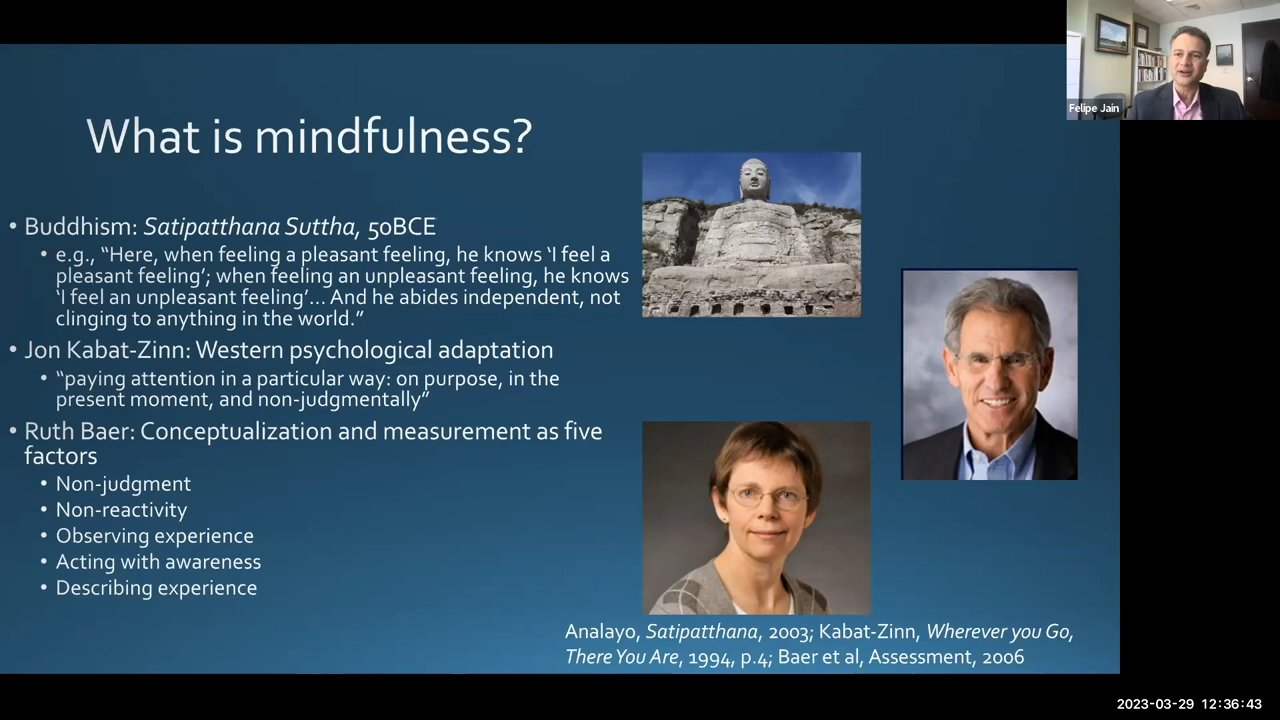 Felipe Jain
What is mindfulness?
• Buddhism: Satipatthana Suttha, 50BCE
• e.g., “Here, when feeling a pleasant feeling, he knows ‘I feel a
pleasant feeling’; when feeling an unpleasant feeling, he knows
‘I feel an unpleasant feeling’... And he abides independent, not
clinging to anything in the world.”
• Jon Kabat-Zinn: Western psychological adaptation
• “paying attention in a particular way: on purpose, in the
present moment, and non-judgmentally”
• Ruth Baer: Conceptualization and measurement as five
factors
• Non-judgment
• Non-reactivity
• Observing experience
• Acting with awareness
• Describing experience
Analayo, Satipatthana, 2003; Kabat-Zinn, Wherever you Go,
There You Are, 1994, p.4; Baer et al, Assessment, 2006
2023-03-29 12:36:43